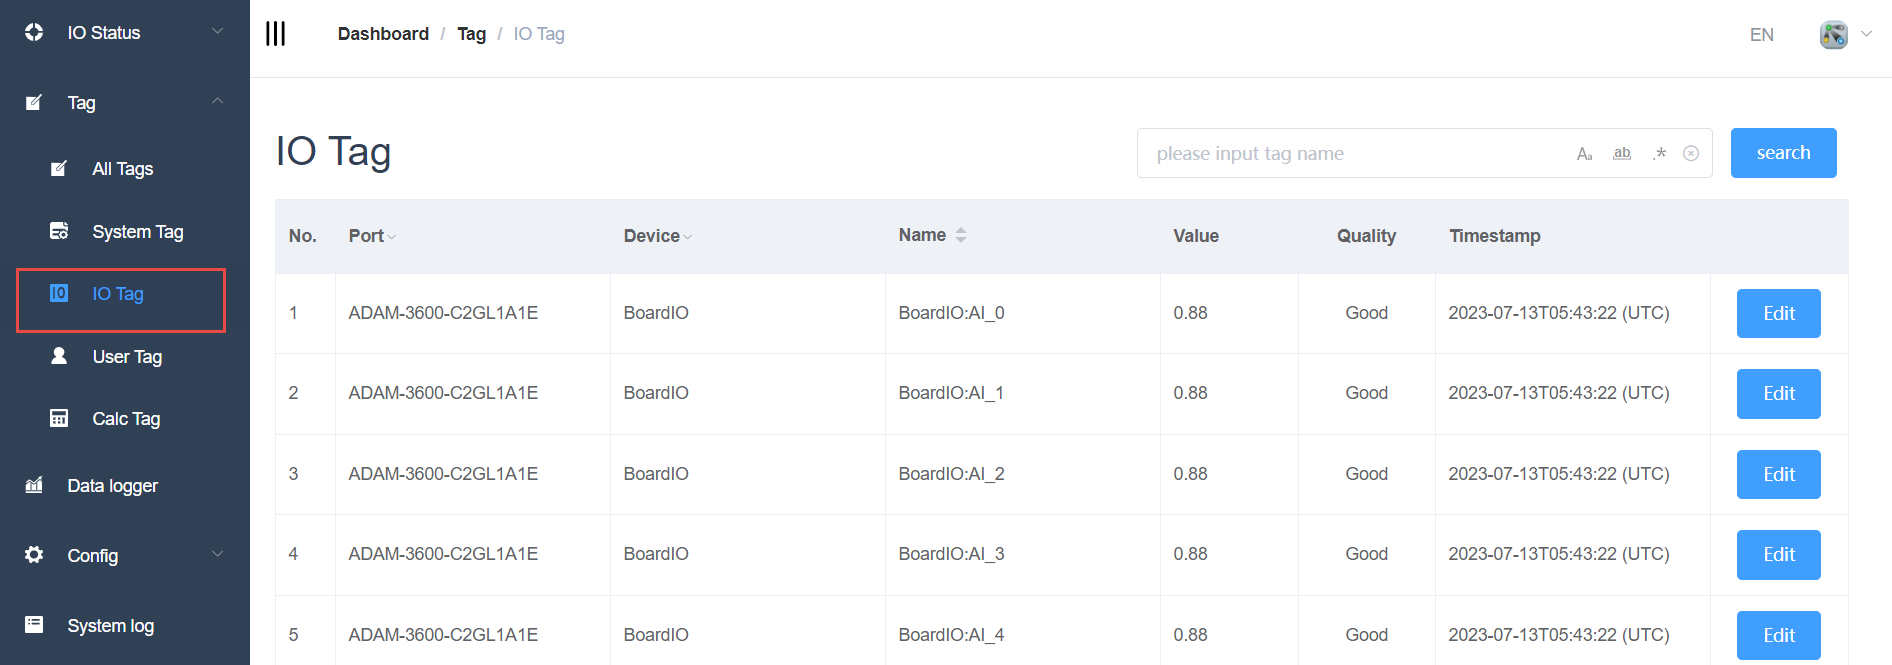 IO Status
Tag
All Tags
System Tag
IO IO Tag
User Tag
Calc Tag
Data logger
Config
System log
Dashboard / Tag / IO Tag
EN
IO Tag
please input tag name Aa ab .* search
No. Port Device Name Value Quality Timestamp
1 ADAM-3600-C2GL1A1E BoardIO BoardIO:AI_0 0.88 Good 2023-07-13T05:43:22 (UTC) Edit
2 ADAM-3600-C2GL1A1E BoardIO BoardIO:AI_1 0.88 Good 2023-07-13T05:43:22 (UTC) Edit
3 ADAM-3600-C2GL1A1E BoardIO BoardIO:AI_2 0.88 Good 2023-07-13T05:43:22 (UTC) Edit
4 ADAM-3600-C2GL1A1E BoardIO BoardIO:AI_3 0.88 Good 2023-07-13T05:43:22 (UTC) Edit
5 ADAM-3600-C2GL1A1E BoardIO BoardIO:AI_4 0.88 Good 2023-07-13T05:43:22 (UTC) Edit